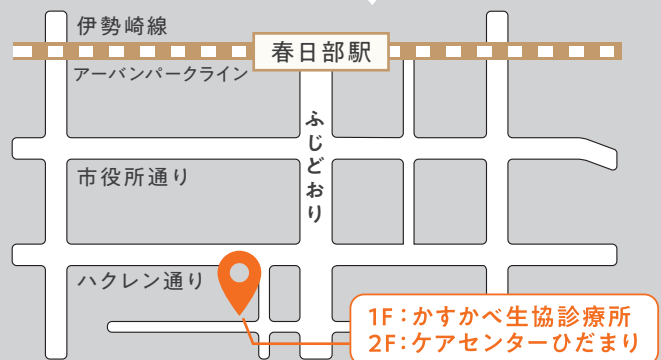 伊勢崎線
春日部駅
アーバンパークライン
ふじどおり
市役所通り
ハクレン通り
1F：かすかべ生協診療所
2F：ケアセンターひだまり